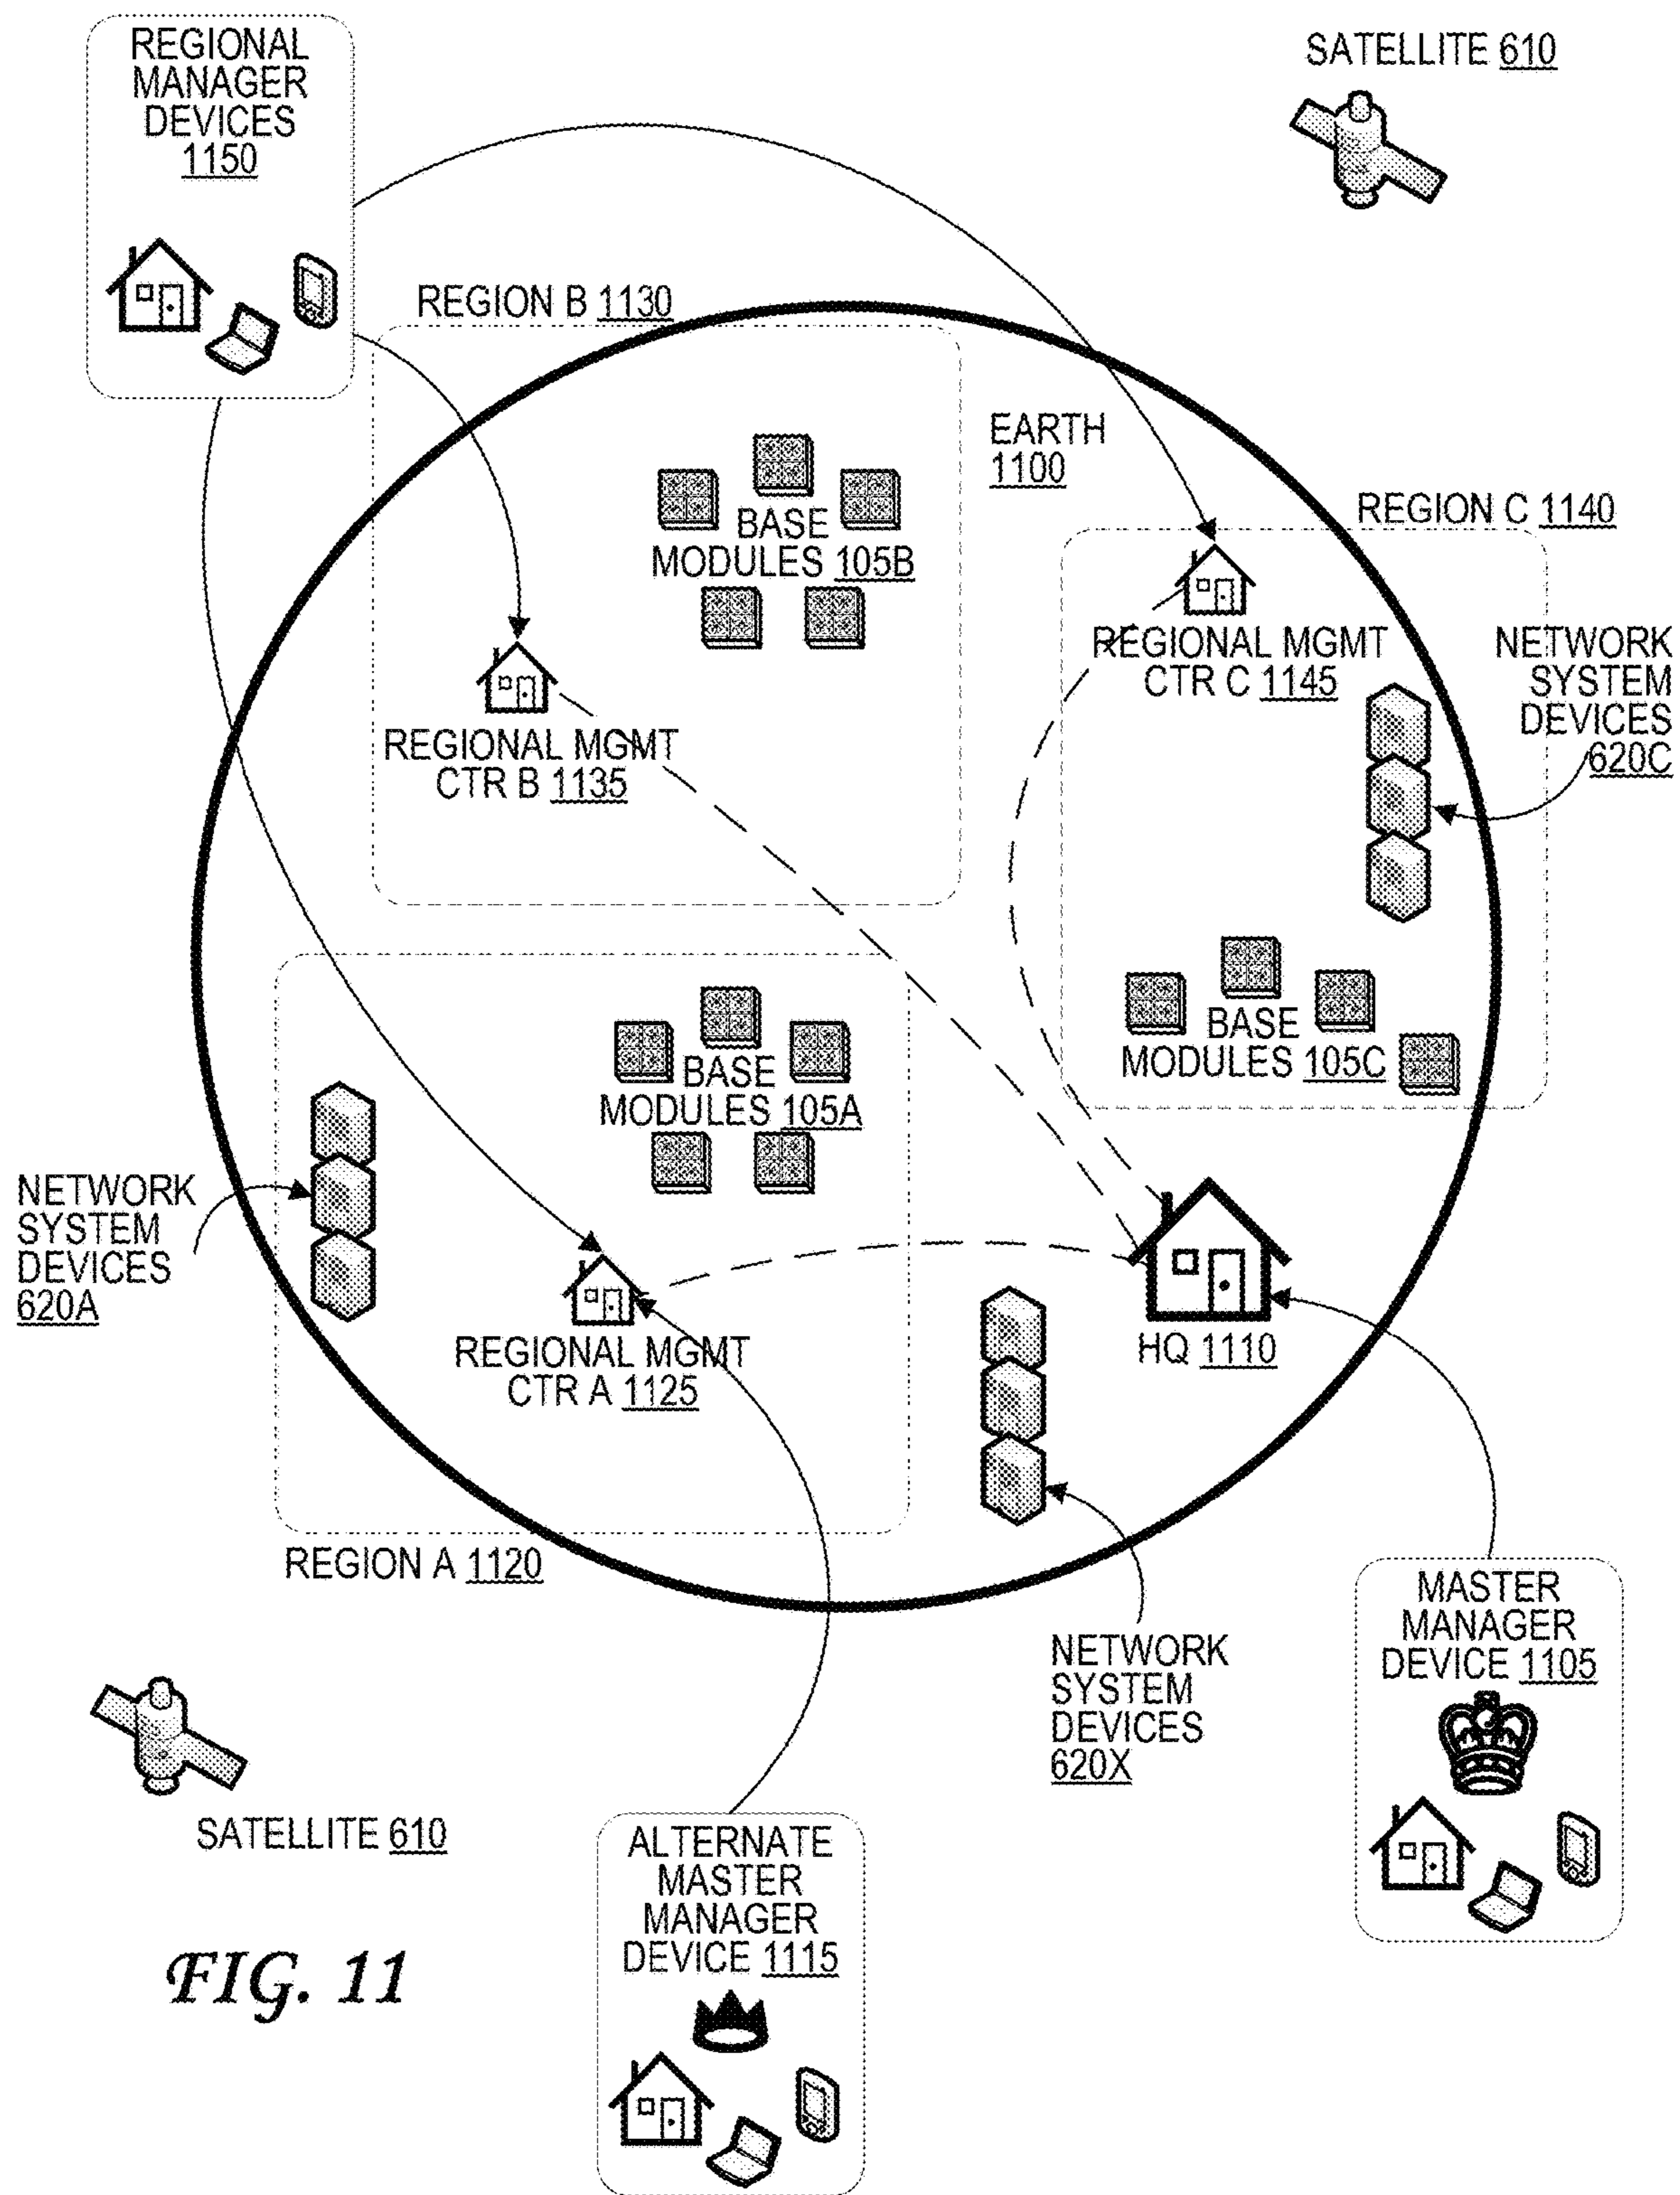 REGIONAL
MANAGER
DEVICES
1150
SATELLITE 610
REGION B 1130
EARTH
1100
BASE
MODULES 105B
REGION C 1140
REGIONAL MGMT
CTR C 1145
NETWORK
SYSTEM
DEVICES
620C
REGIONAL MGMT
CTR B 1135
BASE
MODULES 105C
BASE
MODULES 105A
NETWORK
SYSTEM
DEVICES
620A
REGIONAL MGMT
CTR A 1125
HQ 1110
REGION A 1120
NETWORK
SYSTEM
DEVICES
620X
MASTER
MANAGER
DEVICE 1105
SATELLITE 610
ALTERNATE
MASTER
MANAGER
DEVICE 1115
FIG. 11